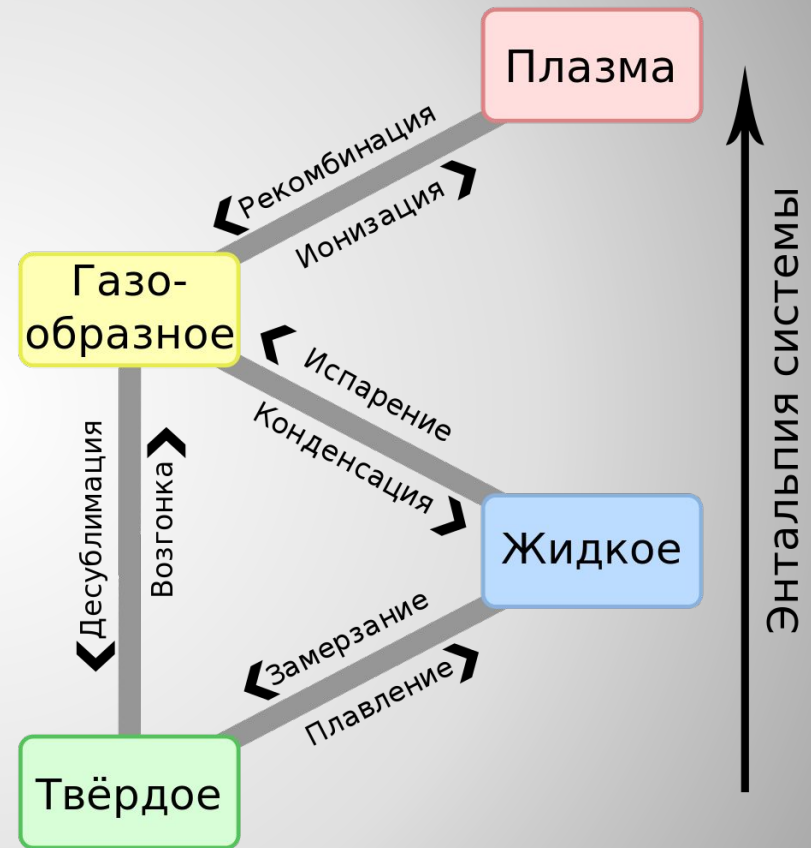 Плазма
Рекомбинация
Ионизация
Газо-
образное
Испарение
Конденсация
Десублимация
Возгонка
Жидкое
Замерзание
Плавление
Твёрдое
Энтальпия системы